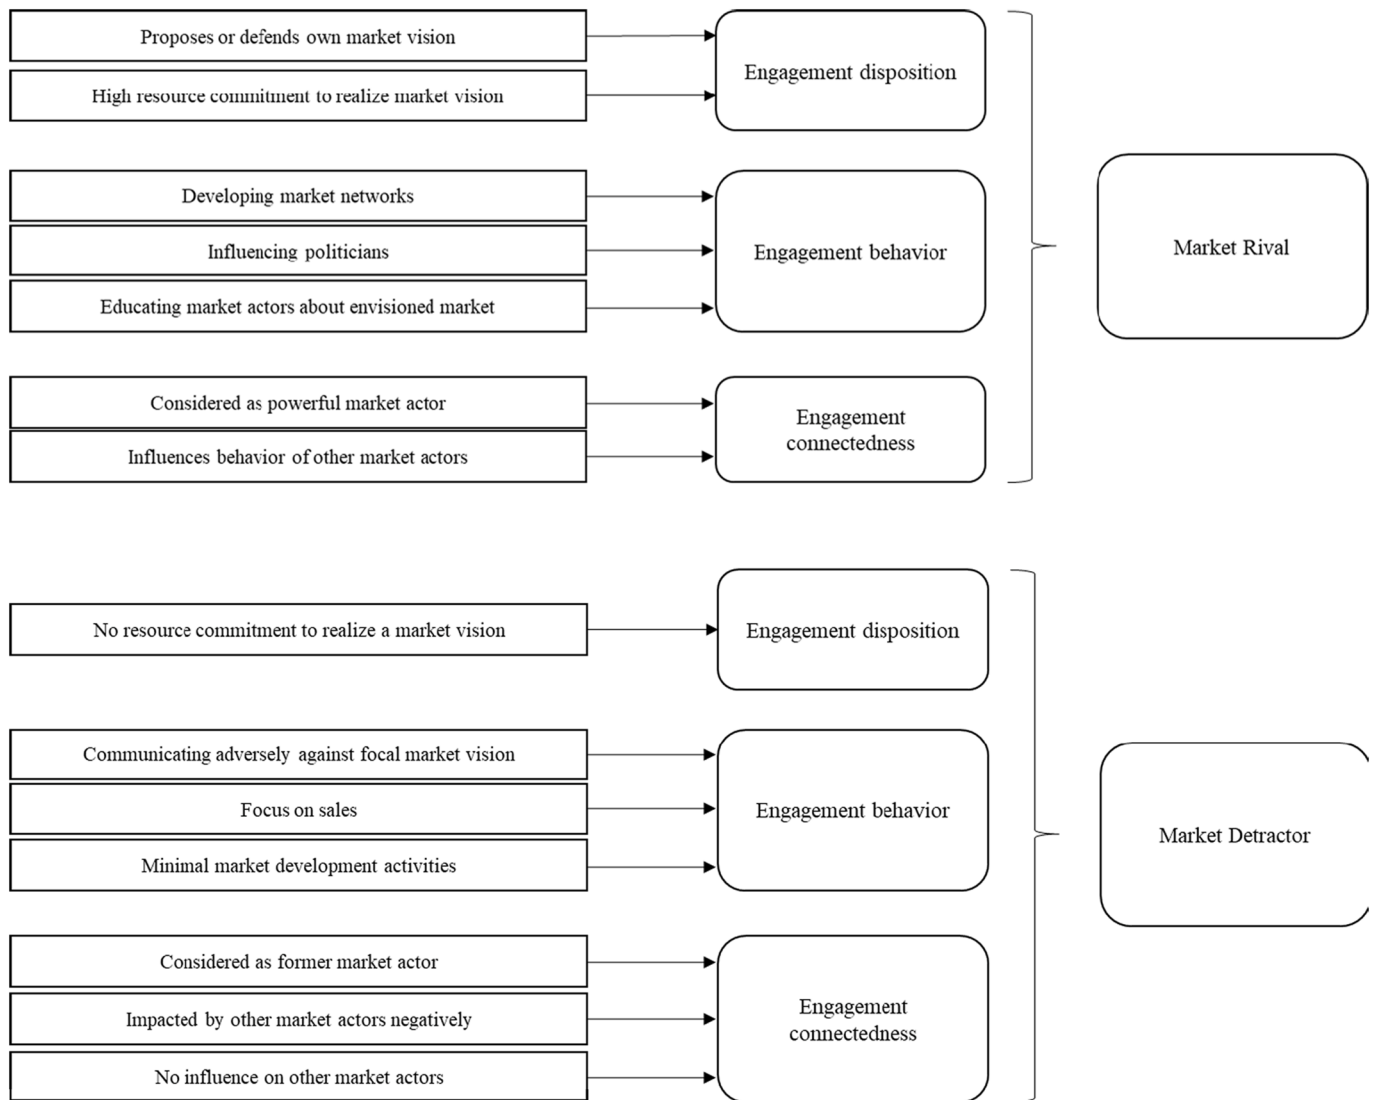 Proposes or defends own market vision
High resource commitment to realize market vision
Engagement disposition
Developing market networks
Influencing politicians
Educating market actors about envisioned market
Engagement behavior
Considered as powerful market actor
Influences behavior of other market actors
Engagement
connectedness
Market Rival
No resource commitment to realize a market vision
Engagement disposition
Communicating adversely against focal market vision
Focus on sales
Minimal market development activities
Engagement behavior
Considered as former market actor
Impacted by other market actors negatively
No influence on other market actors
Engagement
connectedness
Market Detractor